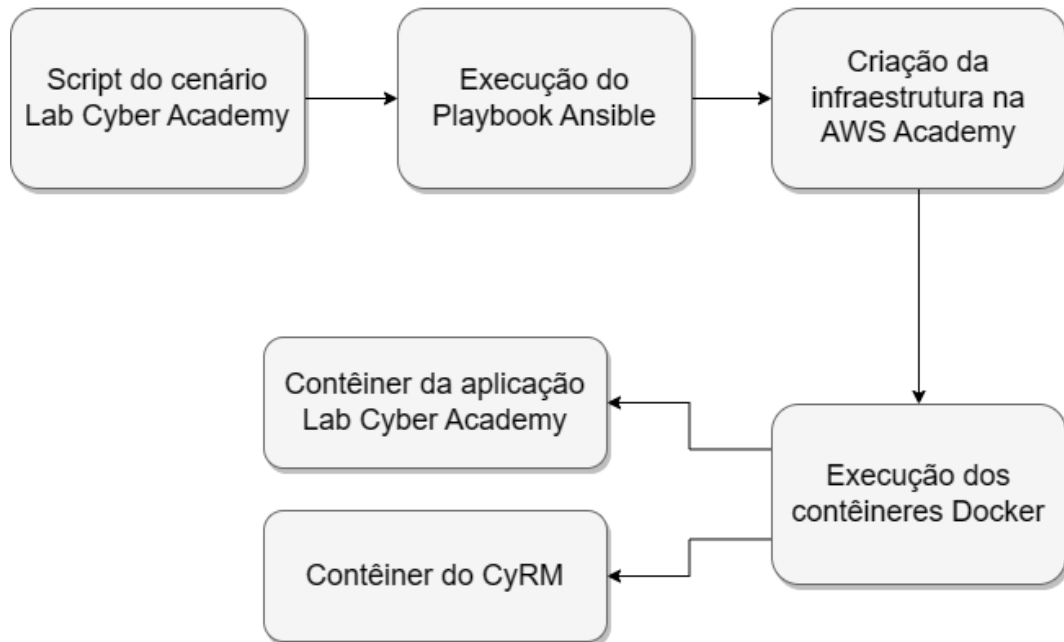 Script do cenário
Lab Cyber Academy
Execução do
Playbook Ansible
Criação da
infraestrutura na
AWS Academy
Contêiner da aplicação
Lab Cyber Academy
Execução dos
contêineres Docker
Contêiner do CyRM